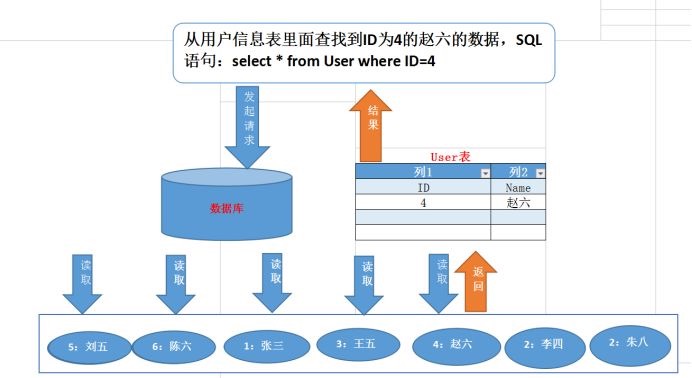 从用户信息表里面查找到ID为4的赵六的数据，SQL
语句：select * from User where ID=4
发起请求
结果
User表
列1 列2
ID Name
4 赵六
数据库
读取
读取
读取
读取
读取
返回
5：刘五
6：陈六
1：张三
3：王五
4：赵六
2：李四
2：朱八